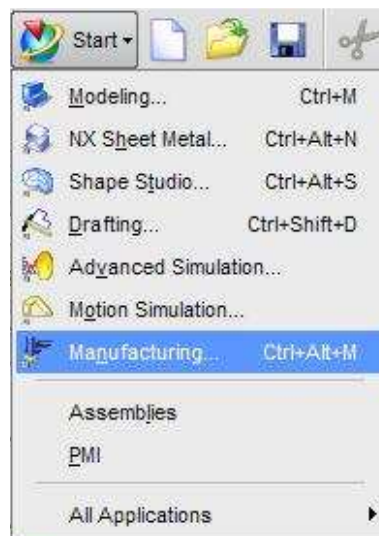 Start
Modeling... Ctrl+M
NX Sheet Metal... Ctrl+Alt+N
Shape Studio... Ctrl+Alt+S
Drafting... Ctrl+Shift+D
Advanced Simulation...
Motion Simulation...
Manufacturing... Ctrl+Alt+M
Assemblies
PMI
All Applications